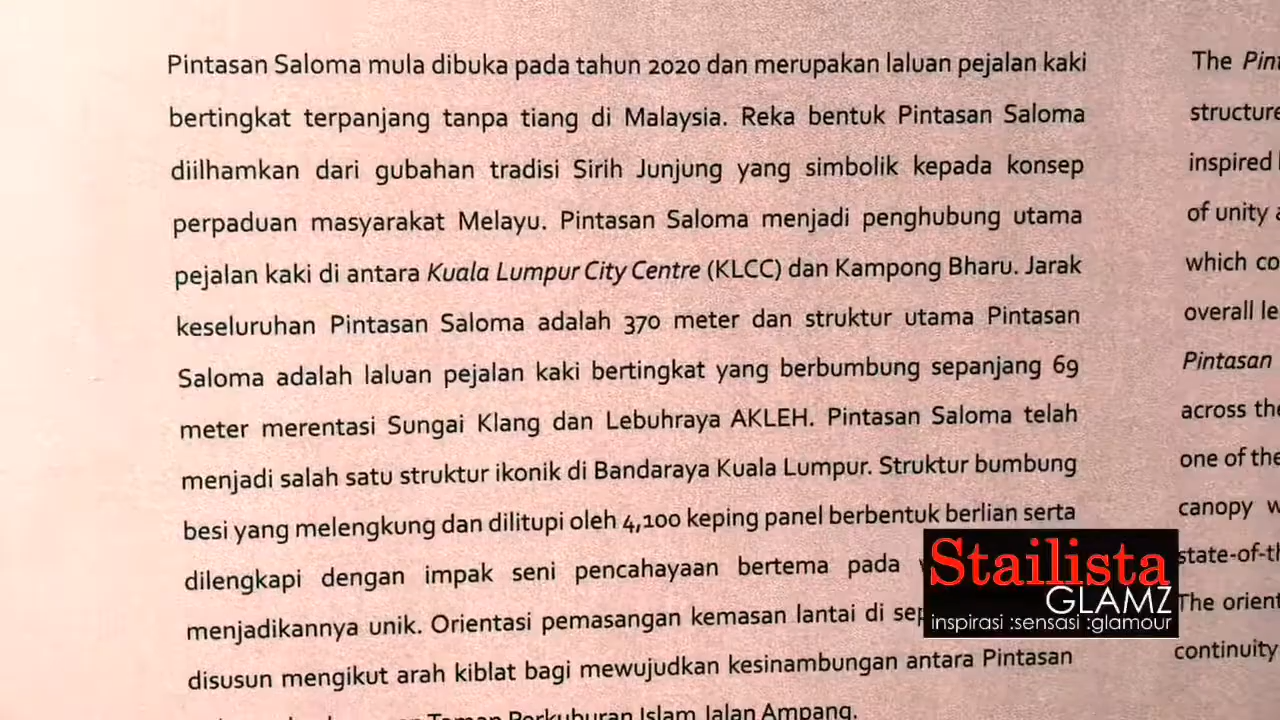 Pintasan Saloma mula dibuka pada tahun 2020 dan merupakan laluan pejalan kaki
bertingkat terpanjang tanpa tiang di Malaysia. Reka bentuk Pintasan Saloma
diilhamkan dari gubahan tradisi Sirih Junjung yang simbolik kepada konsep
perpaduan masyarakat Melayu. Pintasan Saloma menjadi penghubung utama
pejalan kaki di antara Kuala Lumpur City Centre (KLCC) dan Kampong Bharu. Jarak
keseluruhan Pintasan Saloma adalah 370 meter dan struktur utama Pintasan
Saloma adalah laluan pejalan kaki bertingkat yang berbumbung sepanjang 69
meter merentasi Sungai Klang dan Lebuhraya AKLEH. Pintasan Saloma telah
menjadi salah satu struktur ikonik di Bandaraya Kuala Lumpur. Struktur bumbung
besi yang melengkung dan dilitupi oleh 4,100 keping panel berbentuk berlian serta
dilengkapi dengan impak seni pencahayaan bertema pada
menjadikannya unik. Orientasi pemasangan kemasan lantai di
disusun mengikut arah kiblat bagi mewujudkan kesinambungan antara Pintasan
Taman Perkuburan Islam Jalan Ampang.
The
structure
inspired
of unity
which
overall
Pintasan
across
one of the
canopy
The
continuity
Stailista
GLAMZ
inspirasi :sensasi :glamour